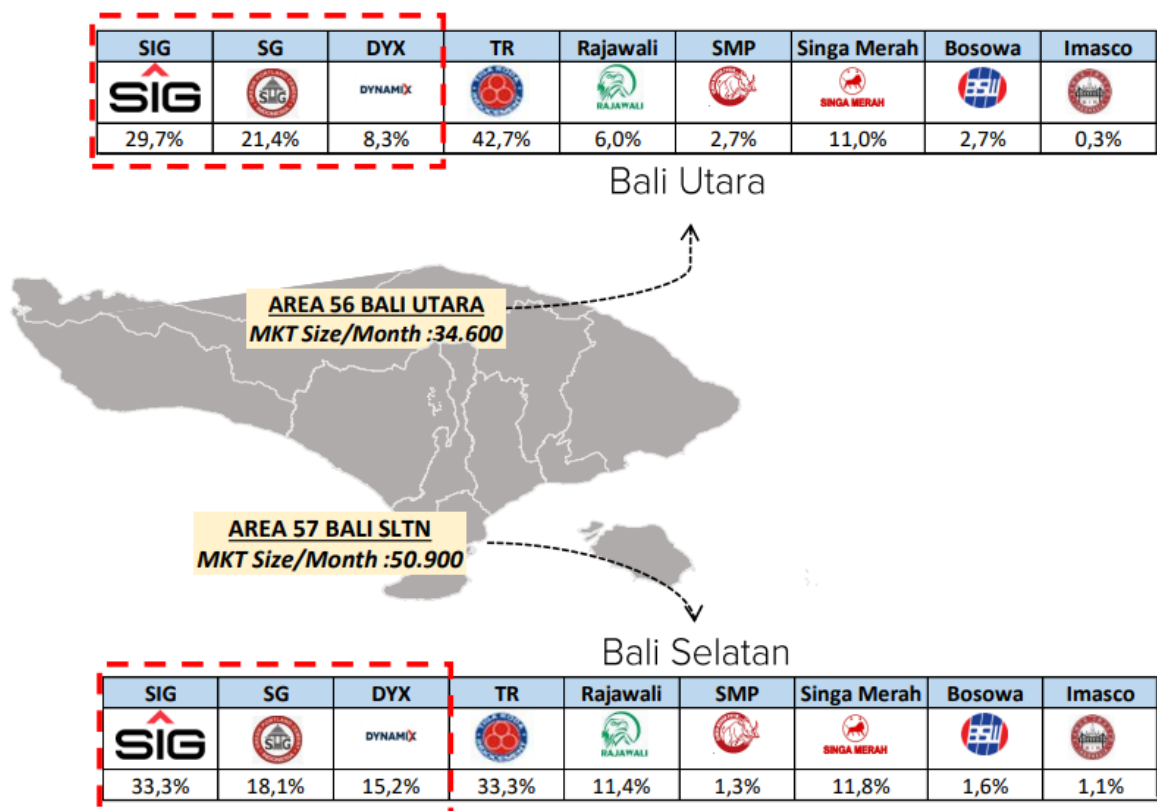 SIG SG DYX TR Rajawali SMP Singa Merah Bosowa Imasco
SIG SMG DYNAMIX RAJAWALI SINGA MERAH BSW
29,7% 21,4% 8,3% 42,7% 6,0% 2,7% 11,0% 2,7% 0,3%
Bali Utara
AREA 56 BALI UTARA
MKT Size/Month :34.600
AREA 57 BALI SLTN
MKT Size/Month :50.900
Bali Selatan
SIG SG DYX TR Rajawali SMP Singa Merah Bosowa Imasco
SIG SMG DYNAMIX RAJAWALI SINGA MERAH BSW
33,3% 18,1% 15,2% 33,3% 11,4% 1,3% 11,8% 1,6% 1,1%